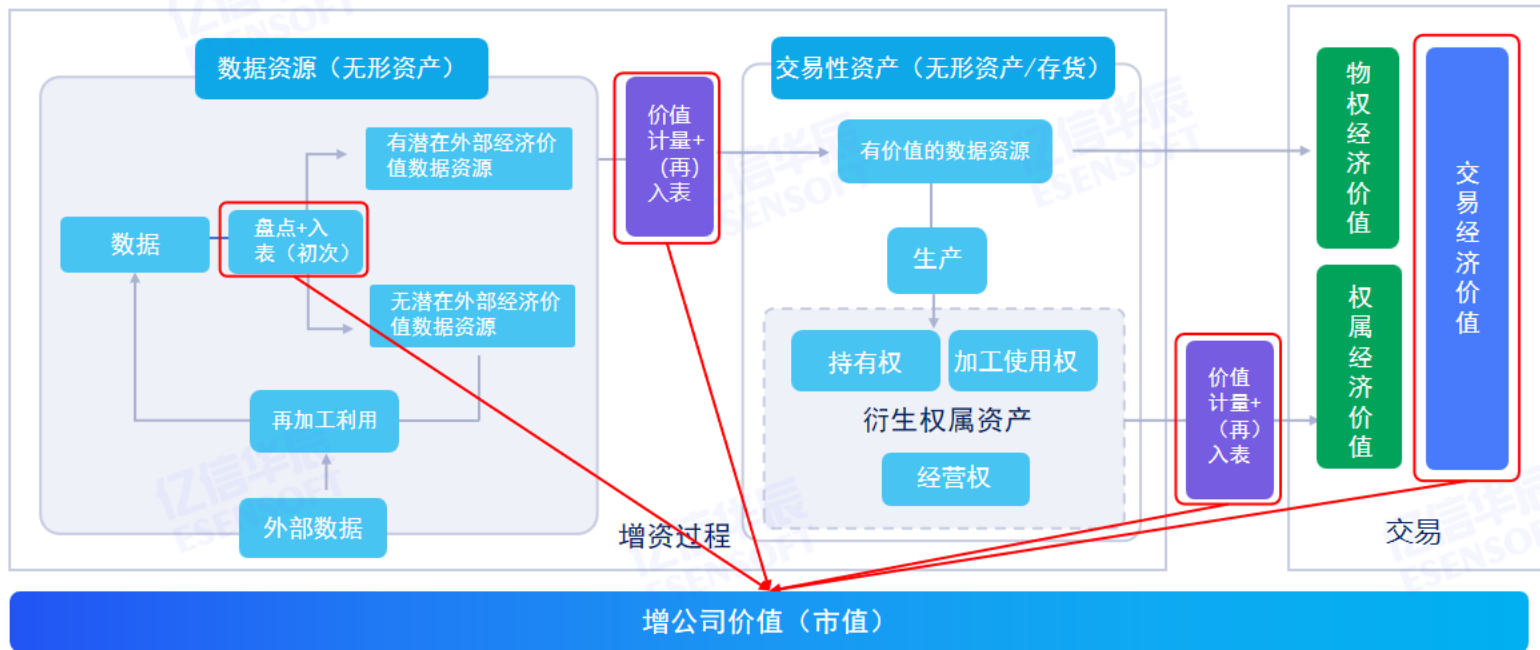 数据资源（无形资产）
有潜在外部经济价
值数据资源
数据
盘点+入
表（初次）
无潜在外部经济价
值数据资源
再加工利用
外部数据
价值
计量+
（再）
入表
增资过程
交易性资产（无形资产/存货）
有价值的数据资源
生产
持有权
加工使用权
衍生权属资产
经营权
价值
计量+
（再）
入表
物权经济价值
权属经济价值
交易经济价值
交易
增公司价值（市值）
亿信华辰
ESENSOFT